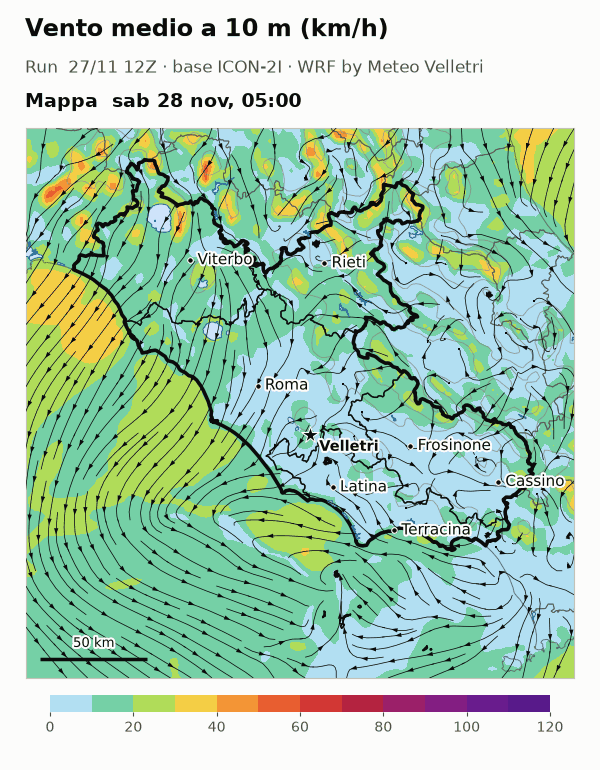 Vento medio a 10 m (km/h)
Run  27/11 12Z · base ICON-2I · WRF by Meteo Velletri
Mappa  sab 28 nov, 05:00
Viterbo
Rieti
Roma
Velletri
Frosinone
Latina
Cassino
Terracina
50 km
0 20 40 60 80 100 120